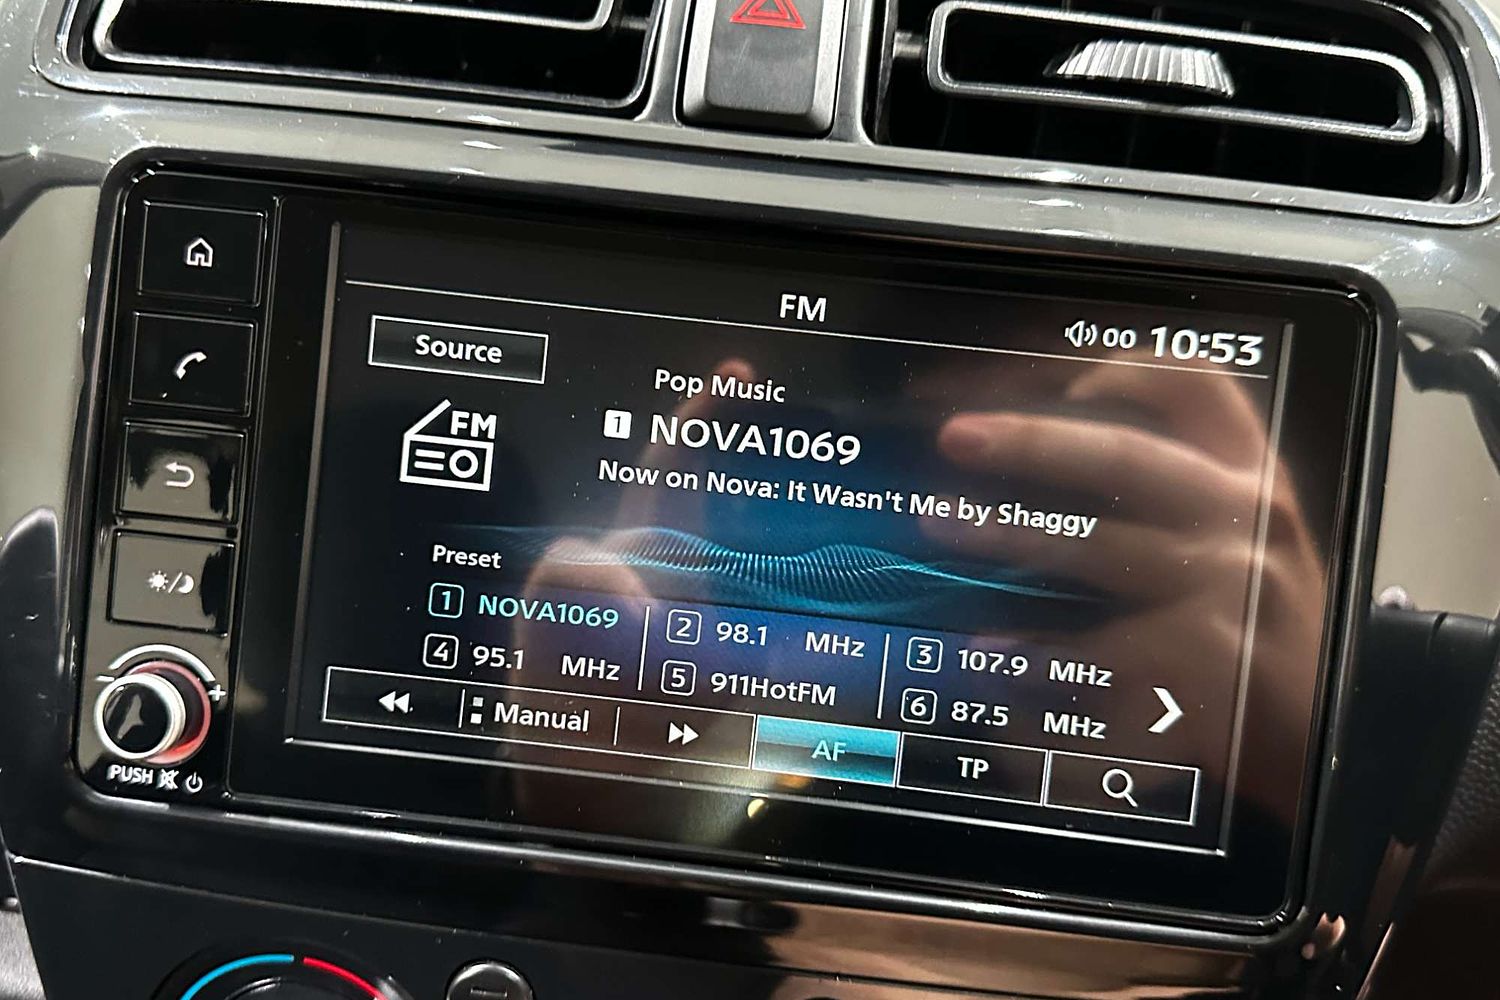 FM
00 10:53
Source
Pop Music
FM
1 NOVA1069
Now on Nova: It Wasn't Me by Shaggy
Preset
1 NOVA1069
2 98.1 MHz
3 107.9 MHz
4 95.1 MHz
5 911HotFM
6 87.5 MHz
Manual
AF
TP
- +
PUSH